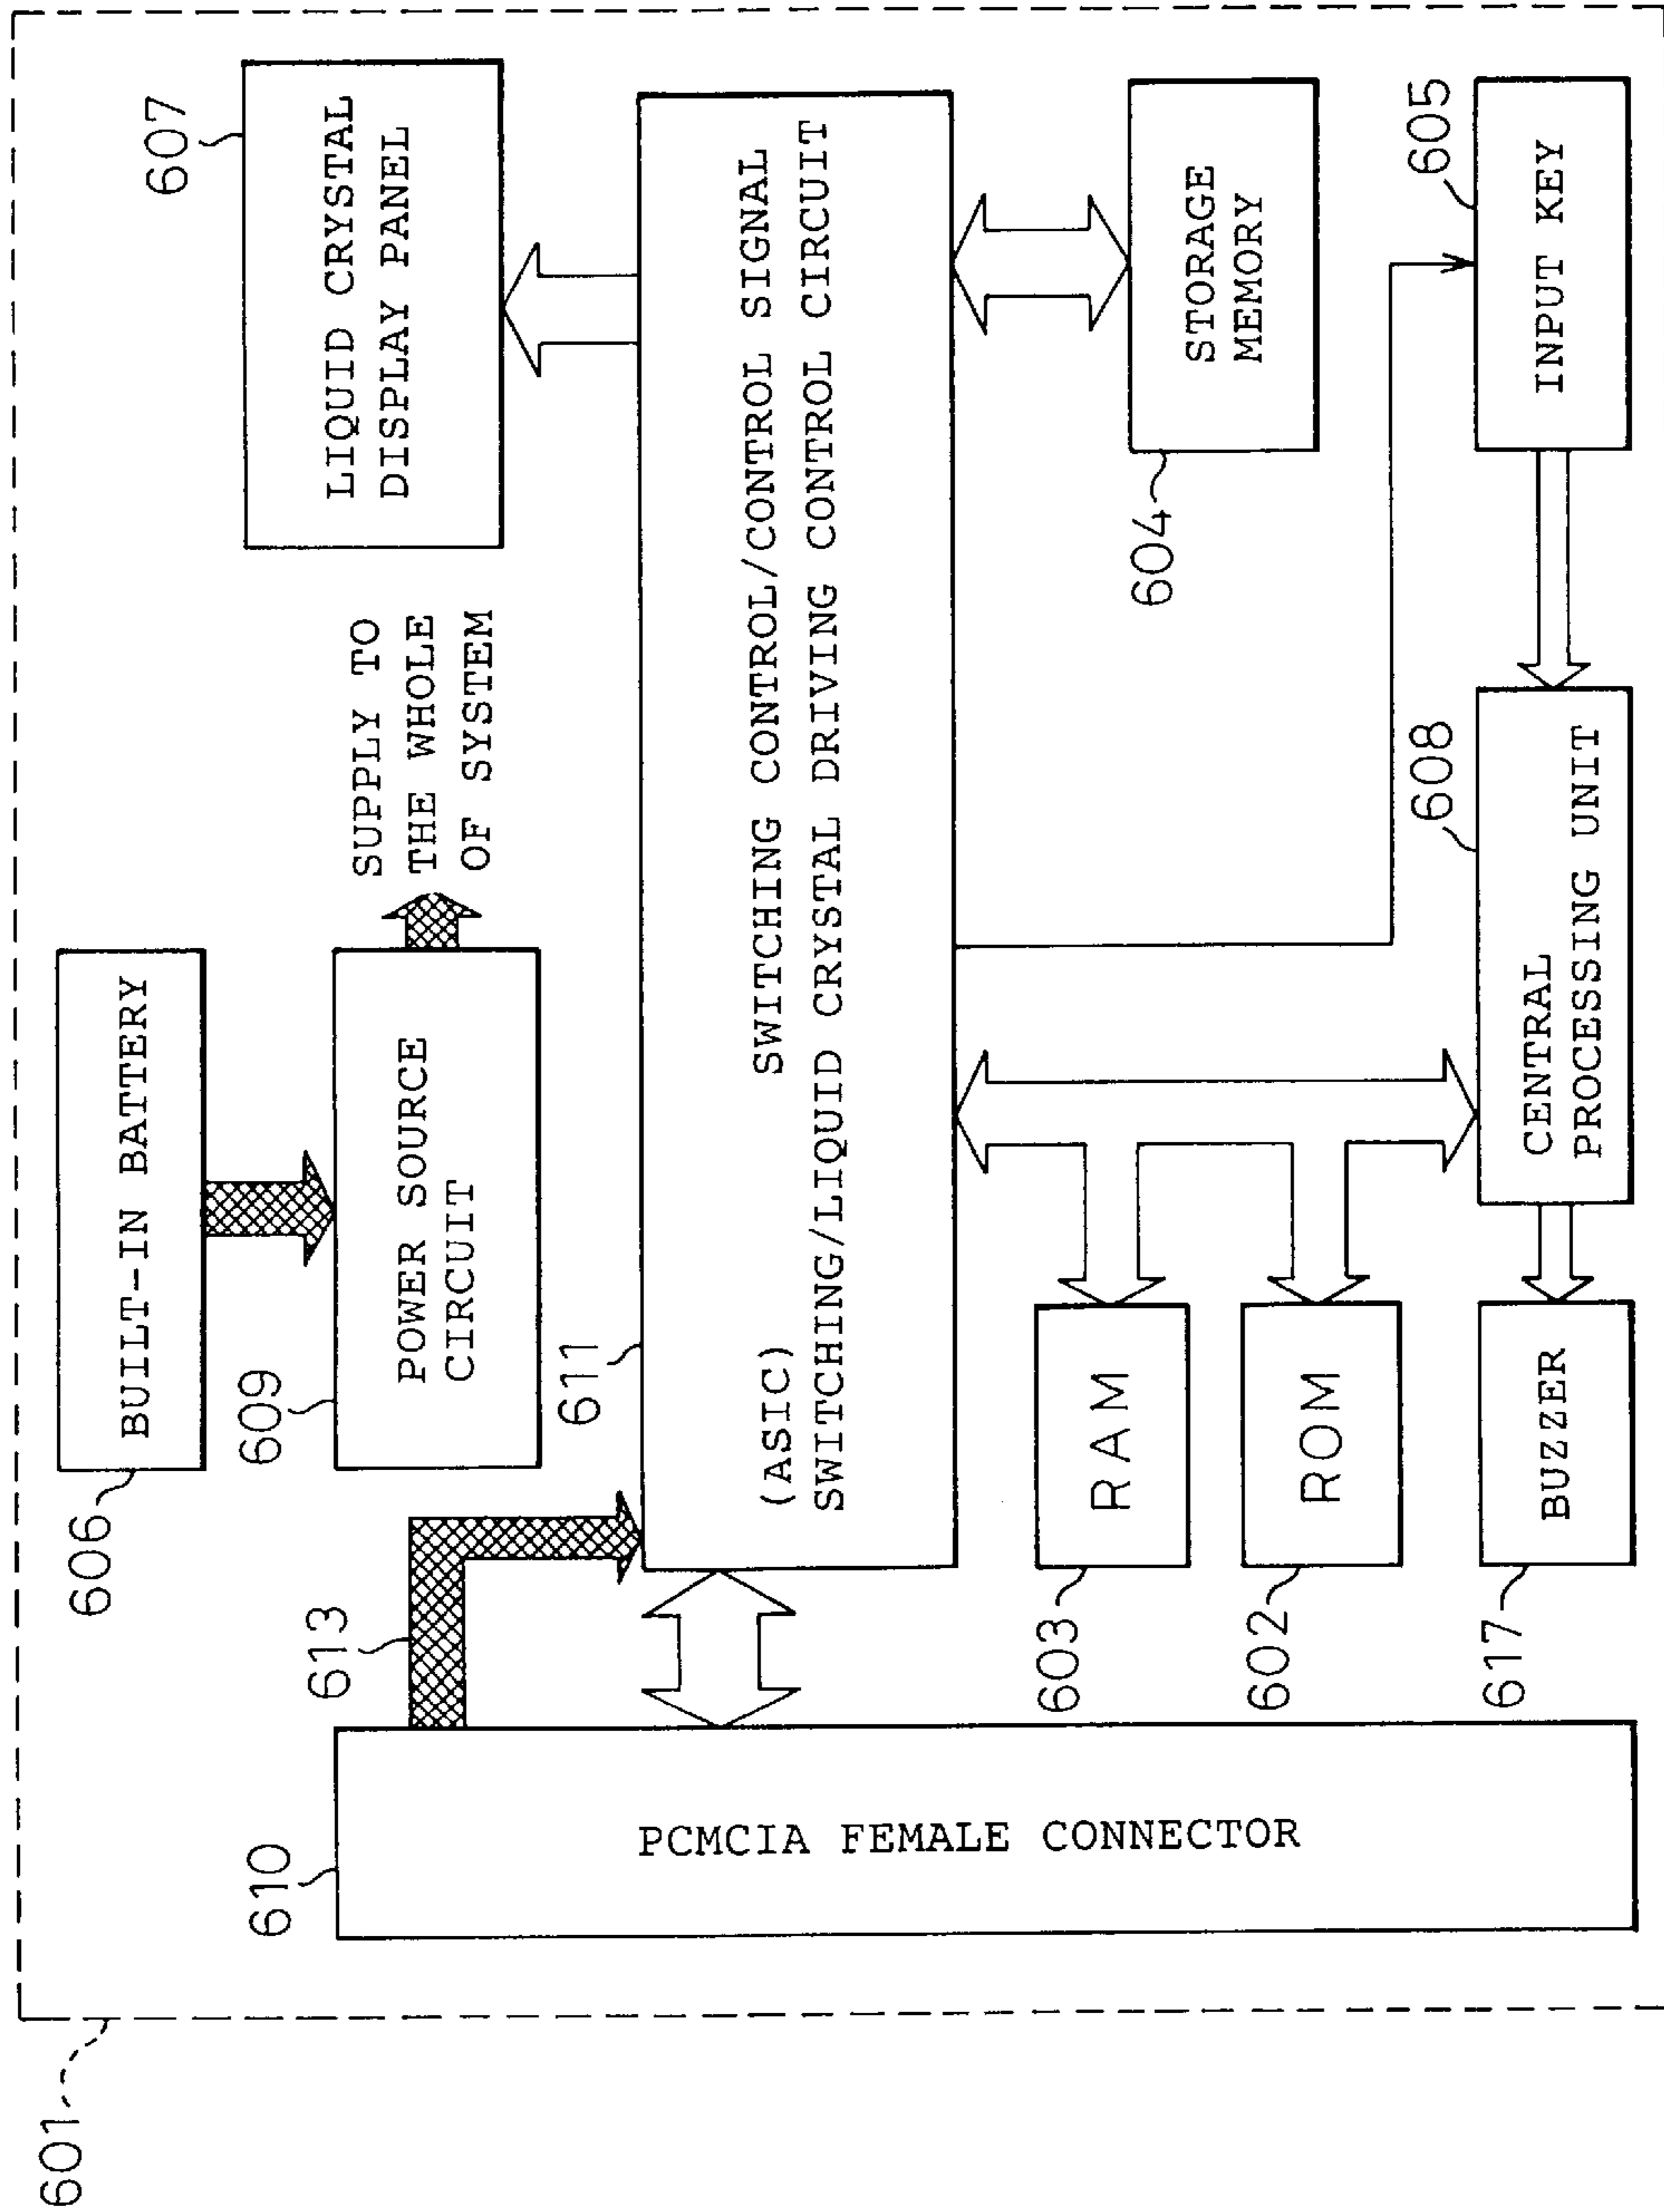 601
606
BUILT-IN BATTERY
607
LIQUID CRYSTAL
DISPLAY PANEL
609
POWER SOURCE
CIRCUIT
SUPPLY TO
THE WHOLE
OF SYSTEM
610
PCMCIA FEMALE CONNECTOR
613
611
(ASIC)
SWITCHING CONTROL/CONTROL SIGNAL
SWITCHING/LIQUID CRYSTAL DRIVING CONTROL CIRCUIT
603
RAM
602
ROM
617
BUZZER
604
STORAGE
MEMORY
608
CENTRAL
PROCESSING UNIT
605
INPUT KEY